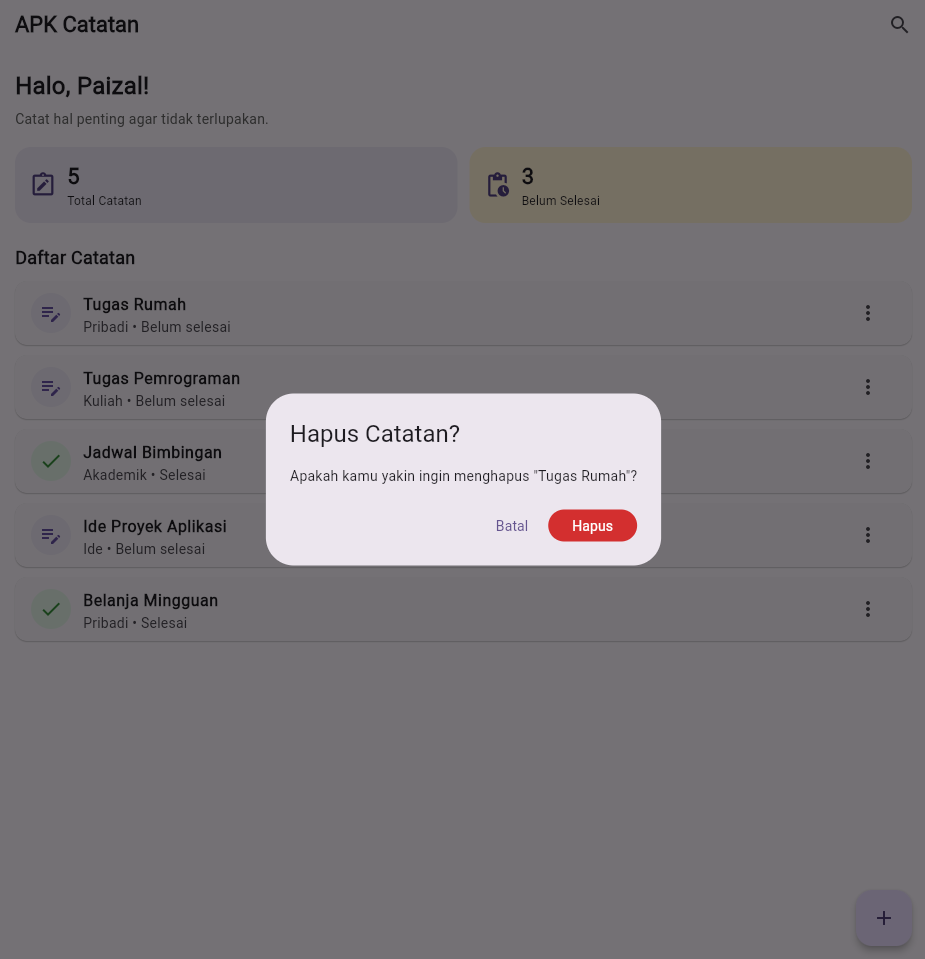 APK Catatan
Halo, Paizal!
Catat hal penting agar tidak terlupakan.
5
Total Catatan
3
Belum Selesai
Daftar Catatan
Tugas Rumah
Pribadi • Belum selesai
Tugas Pemrograman
Kuliah • Belum selesai
Jadwal Bimbingan
Akademik • Selesai
Ide Proyek Aplikasi
Ide • Belum selesai
Belanja Mingguan
Pribadi • Selesai
Hapus Catatan?
Apakah kamu yakin ingin menghapus "Tugas Rumah"?
Batal
Hapus